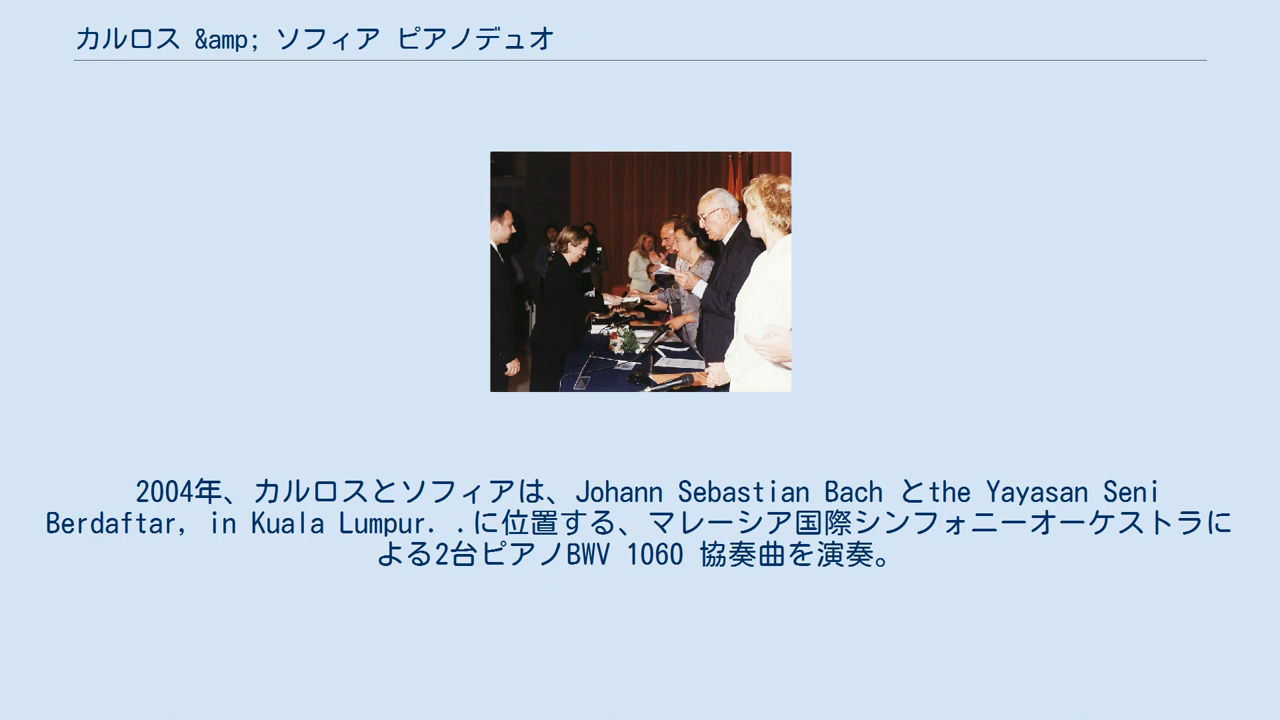 カルロス &amp; ソフィア ピアノデュオ
2004年、カルロスとソフィアは、Johann Sebastian Bach とthe Yayasan Seni
Berdaftar, in Kuala Lumpur. .に位置する、マレーシア国際シンフォニーオーケストラに
よる2台ピアノBWV 1060 協奏曲を演奏。